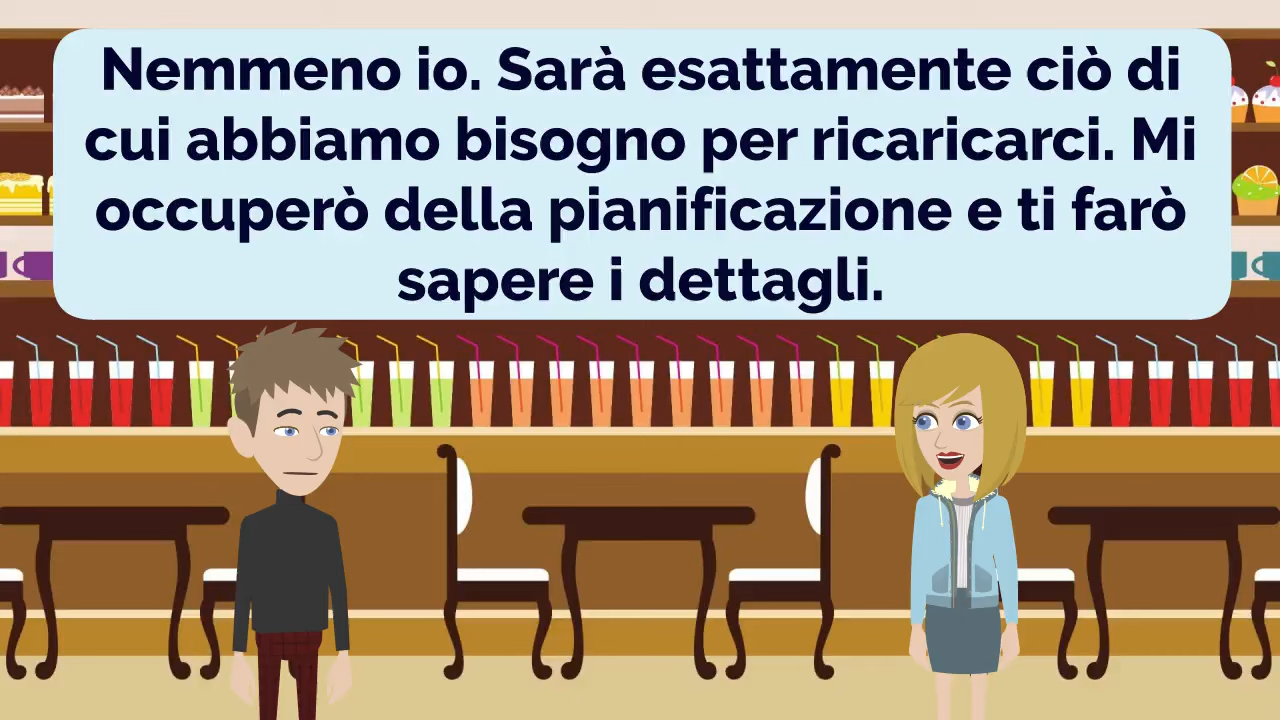 Nemmeno io. Sarà esattamente ciò di
cui abbiamo bisogno per ricaricarci. Mi
occuperò della pianificazione e ti farò
sapere i dettagli.